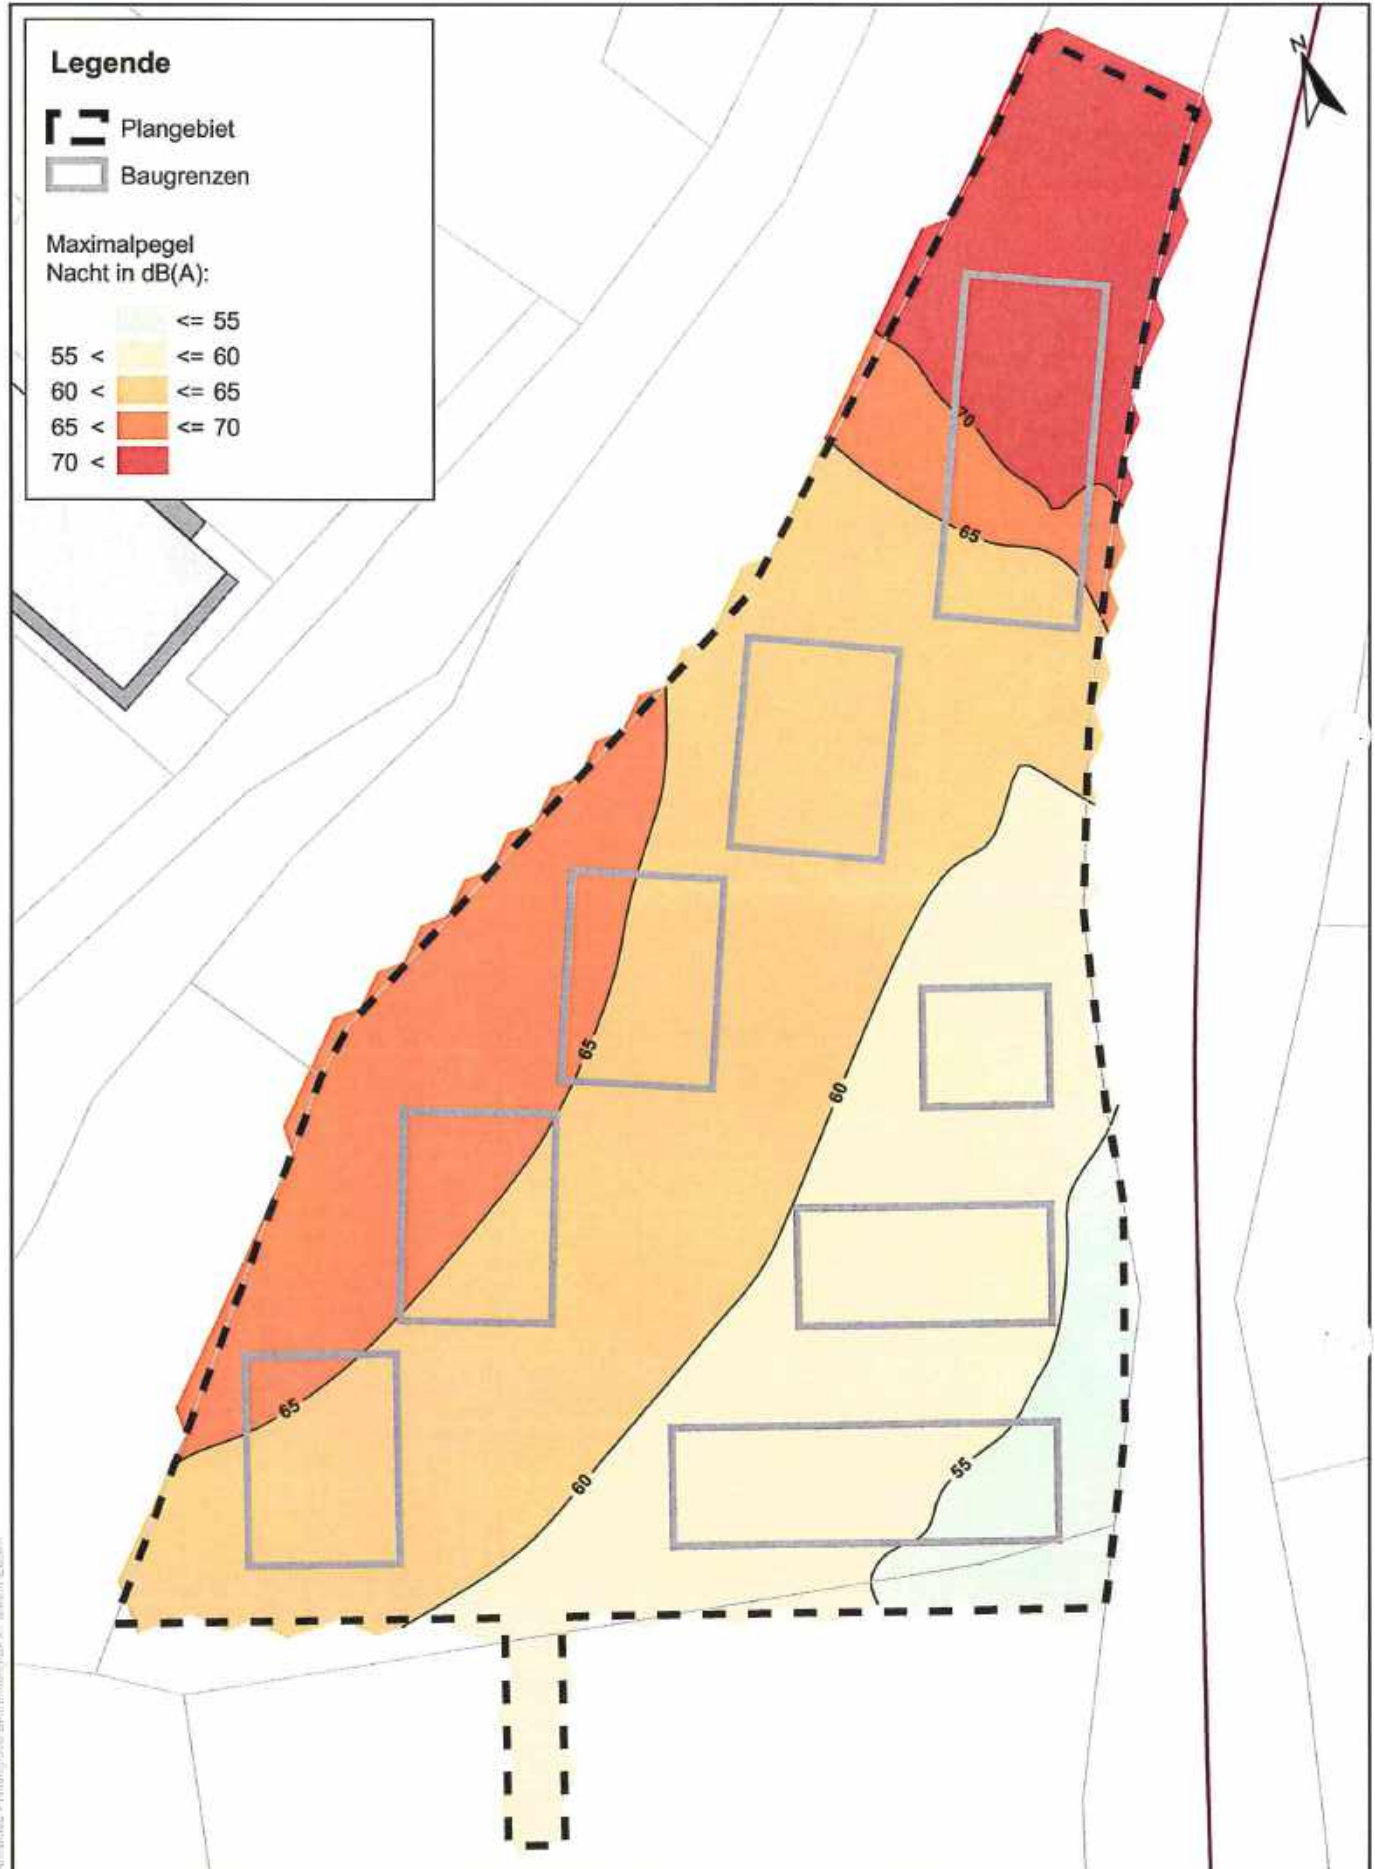 Legende
Plangebiet
Baugrenzen
Maximalpegel
Nacht in dB(A):
<= 55
55 < <= 60
60 < <= 65
65 < <= 70
70 <
N
70
65
65
60
65
60
55